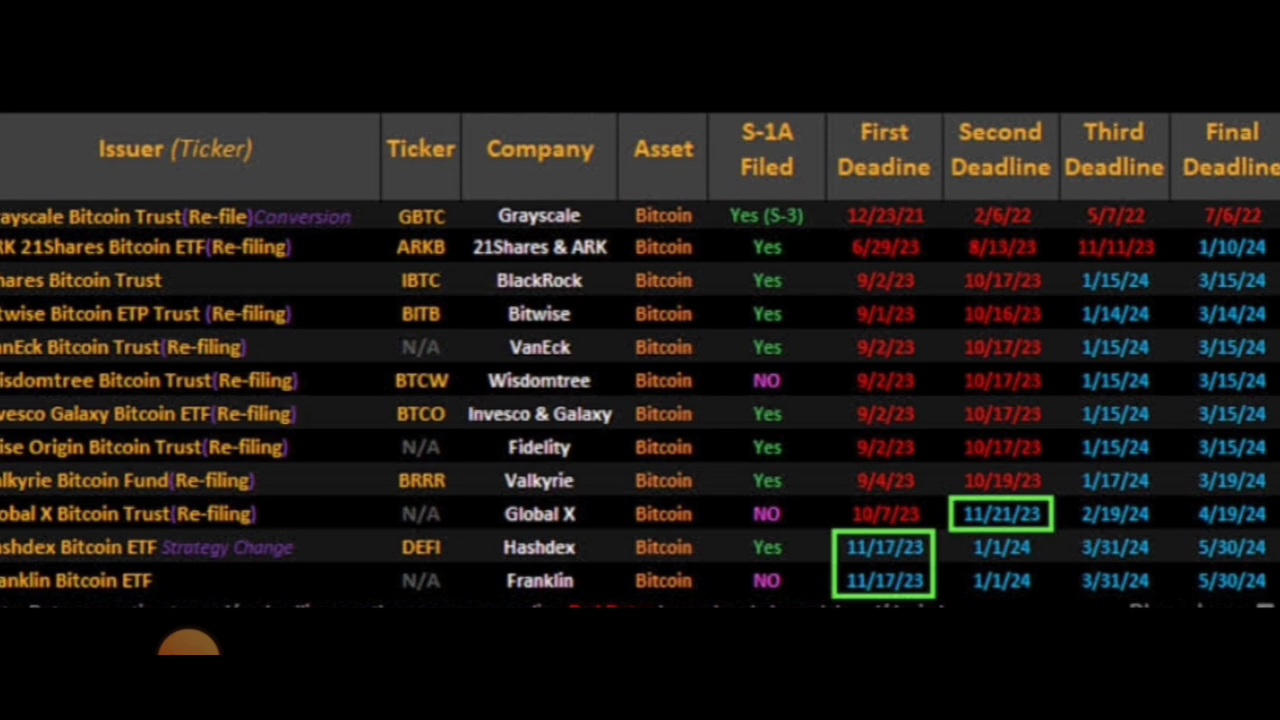 Issuer (Ticker) Ticker Company Asset S-1A Filed First Deadine Second Deadline Third Deadline Final Deadline
ayscale Bitcoin Trust(Re-file)Conversion GBTC Grayscale Bitcoin Yes (S-3) 12/23/21 2/6/22 5/7/22 7/6/22
RK 21Shares Bitcoin ETF(Re-filing) ARKB 21Shares & ARK Bitcoin Yes 6/29/23 8/13/23 11/11/23 1/10/24
hares Bitcoin Trust IBTC BlackRock Bitcoin Yes 9/2/23 10/17/23 1/15/24 3/15/24
twise Bitcoin ETP Trust (Re-filing) BITB Bitwise Bitcoin Yes 9/1/23 10/16/23 1/14/24 3/14/24
anEck Bitcoin Trust(Re-filing) N/A VanEck Bitcoin Yes 9/2/23 10/17/23 1/15/24 3/15/24
isdomtree Bitcoin Trust(Re-filing) BTCW Wisdomtree Bitcoin NO 9/2/23 10/17/23 1/15/24 3/15/24
vesco Galaxy Bitcoin ETF(Re-filing) BTCO Invesco & Galaxy Bitcoin Yes 9/2/23 10/17/23 1/15/24 3/15/24
ise Origin Bitcoin Trust(Re-filing) N/A Fidelity Bitcoin Yes 9/2/23 10/17/23 1/15/24 3/15/24
alkyrie Bitcoin Fund(Re-filing) BRRR Valkyrie Bitcoin Yes 9/4/23 10/19/23 1/17/24 3/19/24
obal X Bitcoin Trust(Re-filing) N/A Global X Bitcoin NO 10/7/23 11/21/23 2/19/24 4/19/24
ashdex Bitcoin ETF Strategy Change DEFI Hashdex Bitcoin Yes 11/17/23 1/1/24 3/31/24 5/30/24
anklin Bitcoin ETF N/A Franklin Bitcoin NO 11/17/23 1/1/24 3/31/24 5/30/24